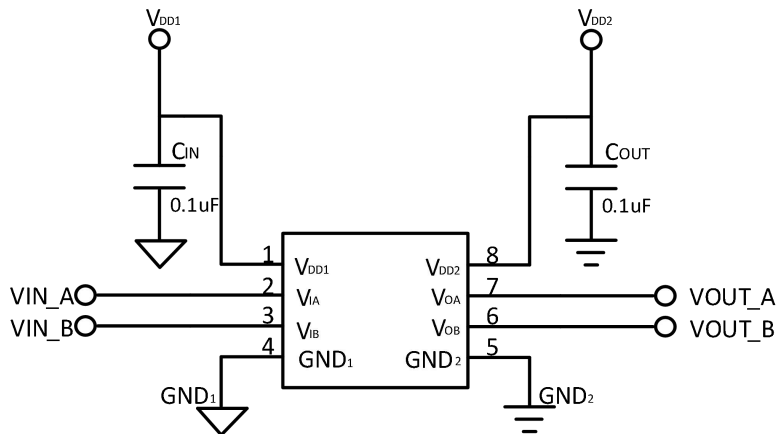 VDD1 VDD2
CIN COUT
0.1uF 0.1uF
1 VDD1 VDD2 8
VIN_A 2 VIA VOA 7 VOUT_A
VIN_B 3 VIB VOB 6 VOUT_B
4 GND1 GND2 5
GND1 GND2